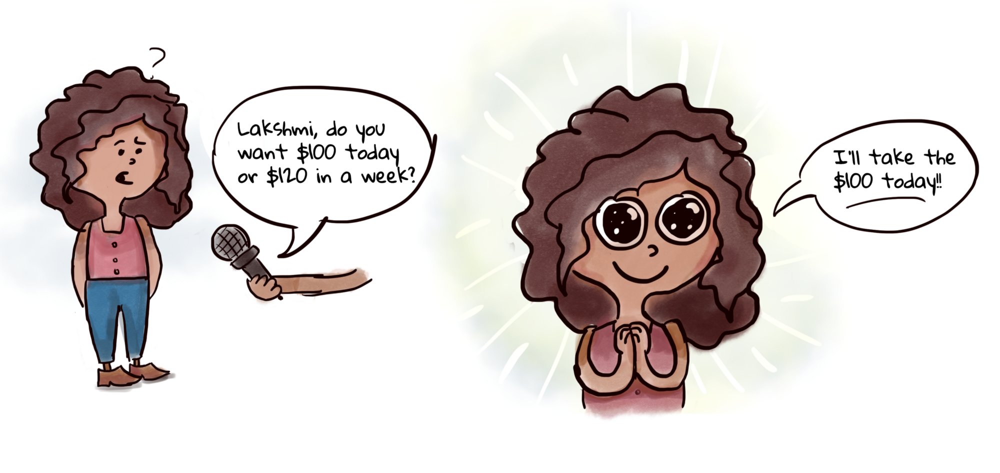 ?
Lakshmi, do you
want $100 today
or $120 in a week?
I'll take the
$100 today!!